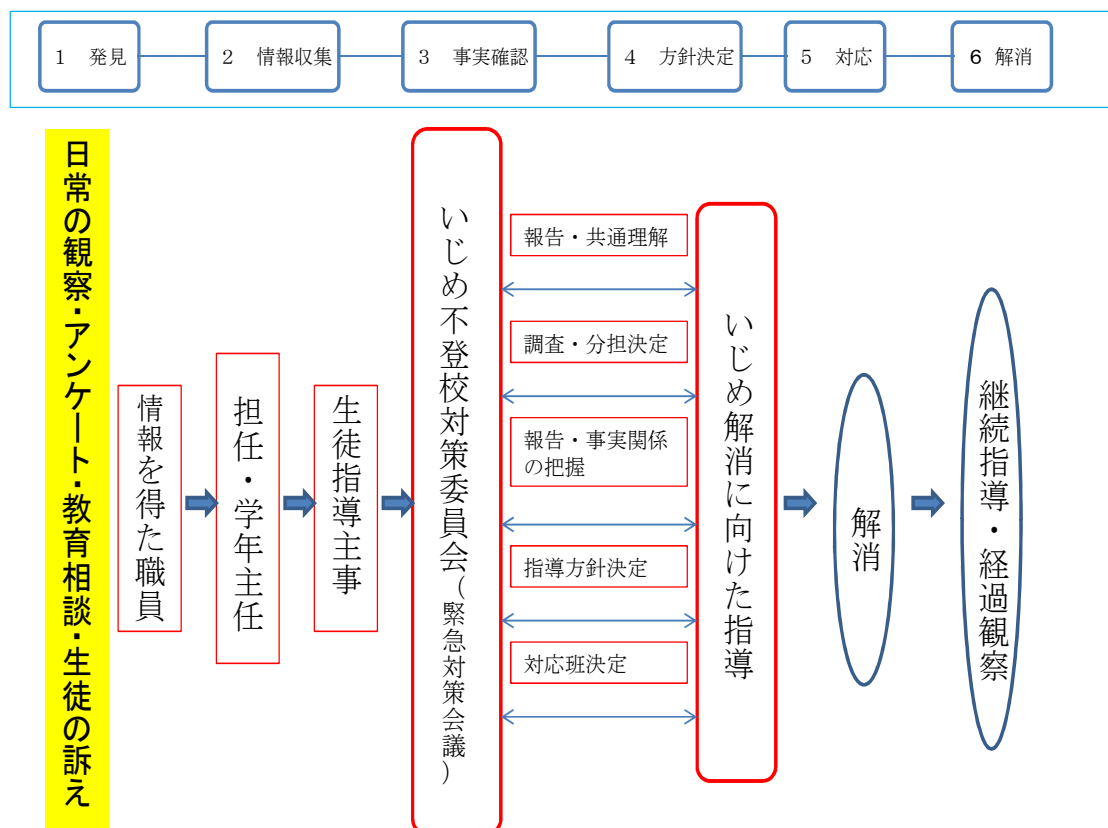 1 発見
2 情報収集
3 事実確認
4 方針決定
5 対応
6 解消
日常の観察・アンケート・教育相談・生徒の訴え
情報を得た職員
担任・学年主任
生徒指導主事
いじめ不登校対策委員会(緊急対策会議)
報告・共通理解
調査・分担決定
報告・事実関係
の把握
指導方針決定
対応班決定
いじめ解消に向けた指導
解消
継続指導・経過観察